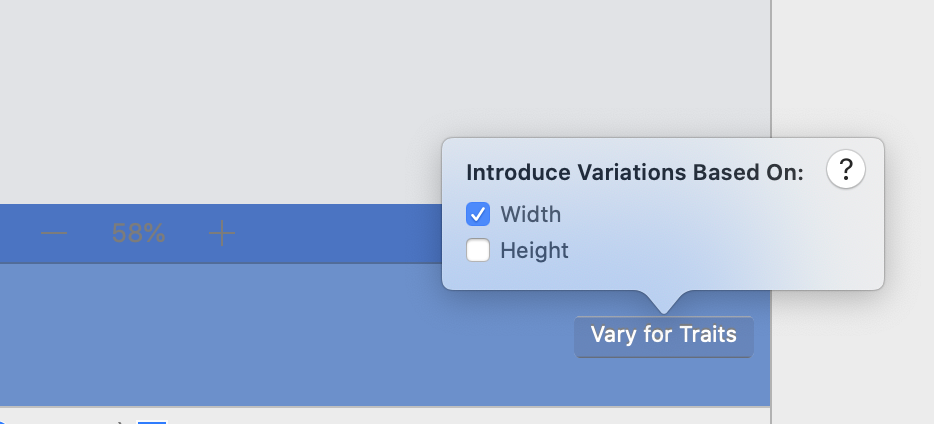 Introduce Variations Based On: ?
Width
58%
Height
Vary for Traits